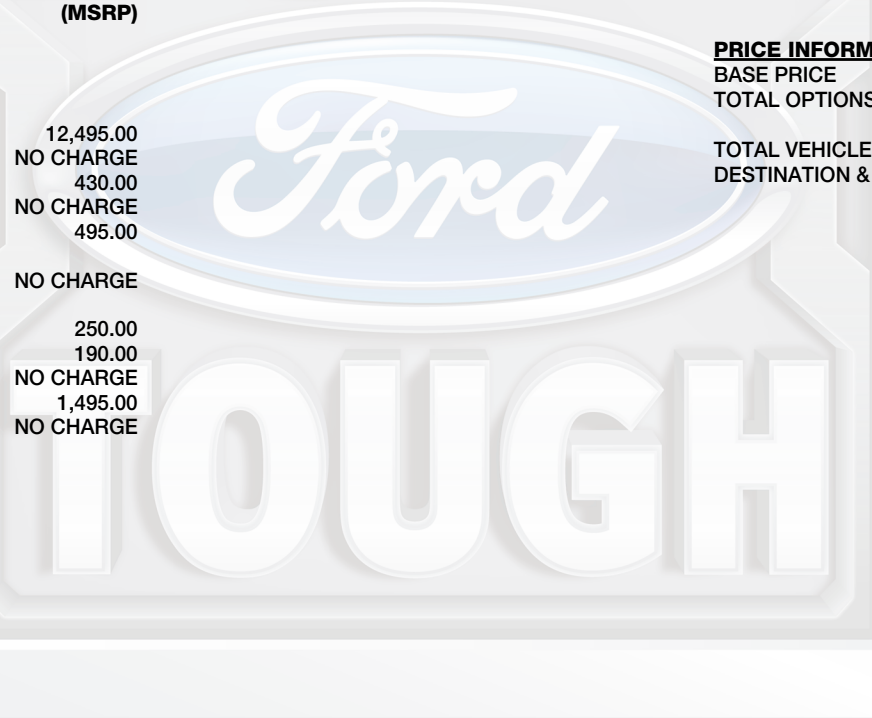 (MSRP)
12,495.00
NO CHARGE
430.00
NO CHARGE
495.00
NO CHARGE
250.00
190.00
NO CHARGE
1,495.00
NO CHARGE
PRICE INFORM
BASE PRICE
TOTAL OPTIONS
TOTAL VEHICLE
DESTINATION &
Ford
TOUGH